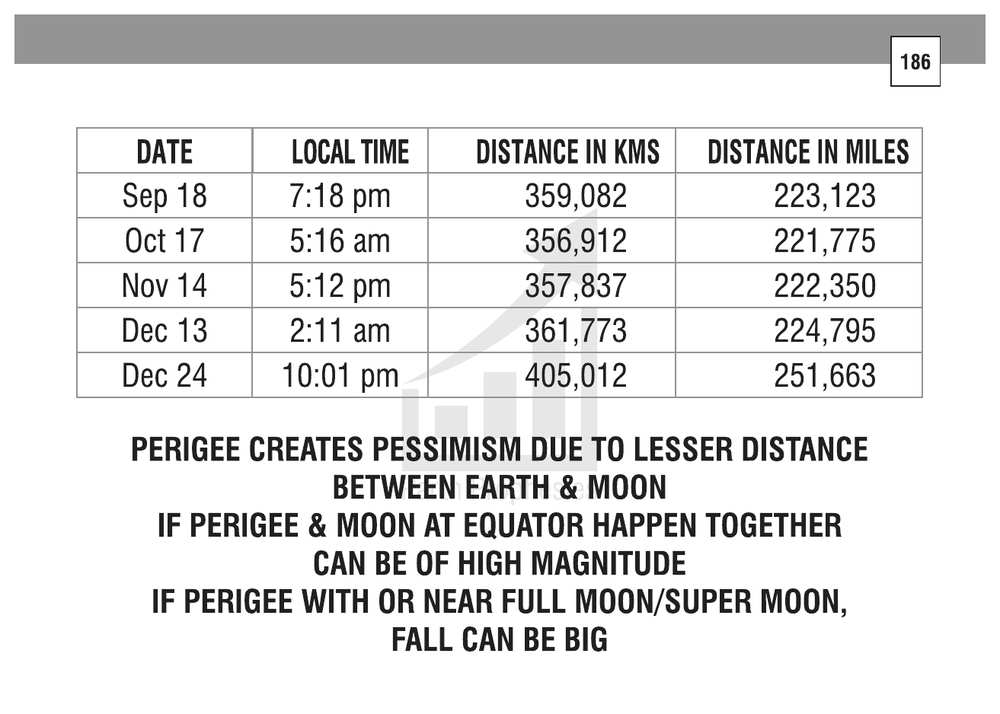 186
DATE LOCAL TIME DISTANCE IN KMS DISTANCE IN MILES
Sep 18 7:18 pm 359,082 223,123
Oct 17 5:16 am 356,912 221,775
Nov 14 5:12 pm 357,837 222,350
Dec 13 2:11 am 361,773 224,795
Dec 24 10:01 pm 405,012 251,663
PERIGEE CREATES PESSIMISM DUE TO LESSER DISTANCE
BETWEEN EARTH & MOON
IF PERIGEE & MOON AT EQUATOR HAPPEN TOGETHER
CAN BE OF HIGH MAGNITUDE
IF PERIGEE WITH OR NEAR FULL MOON/SUPER MOON,
FALL CAN BE BIG